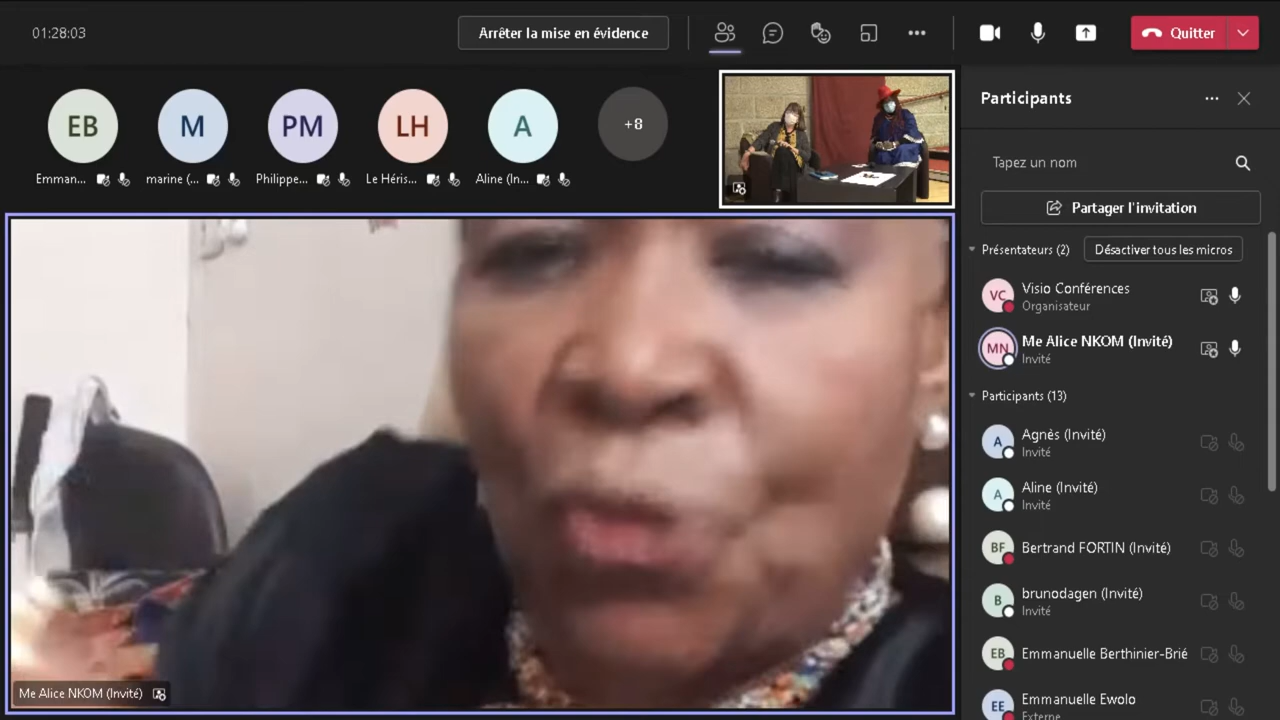 01:28:03
Arrêter la mise en évidence
Quitter
EB
M
PM
LH
A
+8
Emman...
marine (...
Philippe...
Le Héris...
Aline (In...
Me Alice NKOM (Invité)
Participants
Tapez un nom
Partager l'invitation
Présentateurs (2)
Désactiver tous les micros
VC
Visio Conférences
Organisateur
MN
Me Alice NKOM (Invité)
Invité
Participants (13)
A
Agnès (Invité)
Invité
A
Aline (Invité)
Invité
BF
Bertrand FORTIN (Invité)
B
brunodagen (Invité)
Invité
EB
Emmanuelle Berthinier-Brié
EE
Emmanuelle Ewolo
Externe